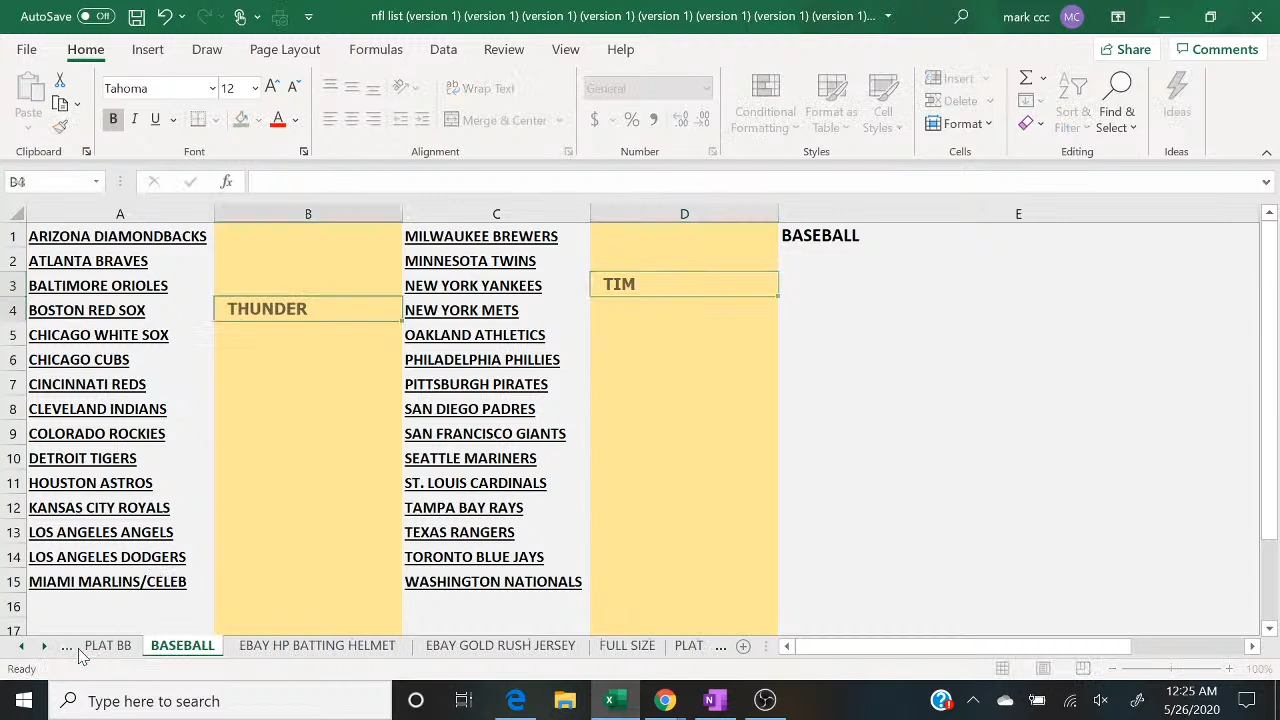 AutoSave Off nfl list (version 1) (version 1) (version 1) (version 1) (version 1) (version 1) (version 1)... mark ccc MC
File Home Insert Draw Page Layout Formulas Data Review View Help Share Comments
Paste Tahoma 12 Wrap Text General Conditional Formatting Format as Table Cell Styles Insert Sort & Filter Find & Select Ideas
B I U A Merge & Center $ % Delete
Format
Clipboard Font Alignment Number Styles Cells Editing Ideas
fx
A B C D E
1 ARIZONA DIAMONDBACKS MILWAUKEE BREWERS BASEBALL
2 ATLANTA BRAVES MINNESOTA TWINS
3 BALTIMORE ORIOLES NEW YORK YANKEES TIM
4 BOSTON RED SOX THUNDER NEW YORK METS
5 CHICAGO WHITE SOX OAKLAND ATHLETICS
6 CHICAGO CUBS PHILADELPHIA PHILLIES
7 CINCINNATI REDS PITTSBURGH PIRATES
8 CLEVELAND INDIANS SAN DIEGO PADRES
9 COLORADO ROCKIES SAN FRANCISCO GIANTS
10 DETROIT TIGERS SEATTLE MARINERS
11 HOUSTON ASTROS ST. LOUIS CARDINALS
12 KANSAS CITY ROYALS TAMPA BAY RAYS
13 LOS ANGELES ANGELS TEXAS RANGERS
14 LOS ANGELES DODGERS TORONTO BLUE JAYS
15 MIAMI MARLINS/CELEB WASHINGTON NATIONALS
16
17
... PLAT BB BASEBALL EBAY HP BATTING HELMET EBAY GOLD RUSH JERSEY FULL SIZE PLAT ...
Ready 100%
Type here to search 12:25 AM
5/26/2020